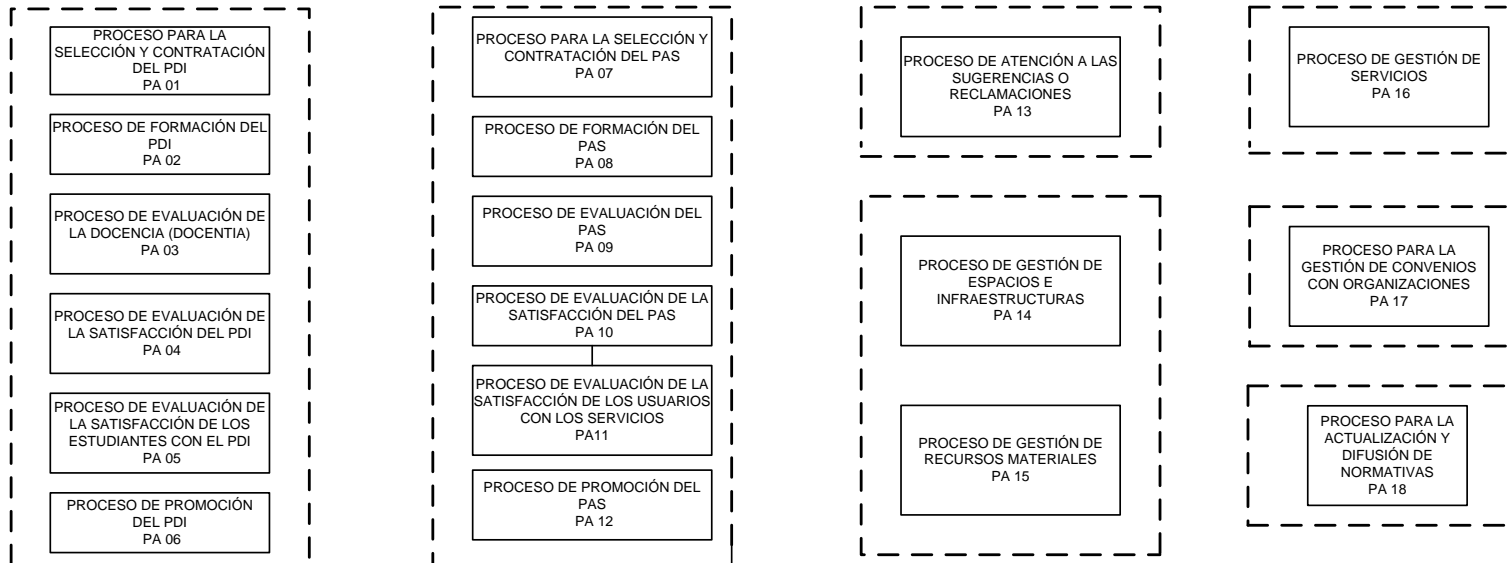 PROCESO PARA LA
SELECCIÓN Y CONTRATACIÓN
DEL PDI
PA 01
PROCESO DE FORMACIÓN DEL
PDI
PA 02
PROCESO DE EVALUACIÓN DE
LA DOCENCIA (DOCENTIA)
PA 03
PROCESO DE EVALUACIÓN DE
LA SATISFACCIÓN DEL PDI
PA 04
PROCESO DE EVALUACIÓN DE
LA SATISFACCIÓN DE LOS
ESTUDIANTES CON EL PDI
PA 05
PROCESO DE PROMOCIÓN
DEL PDI
PA 06
PROCESO PARA LA SELECCIÓN Y
CONTRATACIÓN DEL PAS
PA 07
PROCESO DE FORMACIÓN DEL
PAS
PA 08
PROCESO DE EVALUACIÓN DEL
PAS
PA 09
PROCESO DE EVALUACIÓN DE LA
SATISFACCIÓN DEL PAS
PA 10
PROCESO DE EVALUACIÓN DE LA
SATISFACCIÓN DE LOS USUARIOS
CON LOS SERVICIOS
PA11
PROCESO DE PROMOCIÓN DEL
PAS
PA 12
PROCESO DE ATENCIÓN A LAS
SUGERENCIAS O
RECLAMACIONES
PA 13
PROCESO DE GESTIÓN DE
ESPACIOS E
INFRAESTRUCTURAS
PA 14
PROCESO DE GESTIÓN DE
RECURSOS MATERIALES
PA 15
PROCESO DE GESTIÓN DE
SERVICIOS
PA 16
PROCESO PARA LA
GESTIÓN DE CONVENIOS
CON ORGANIZACIONES
PA 17
PROCESO PARA LA
ACTUALIZACIÓN Y
DIFUSIÓN DE
NORMATIVAS
PA 18